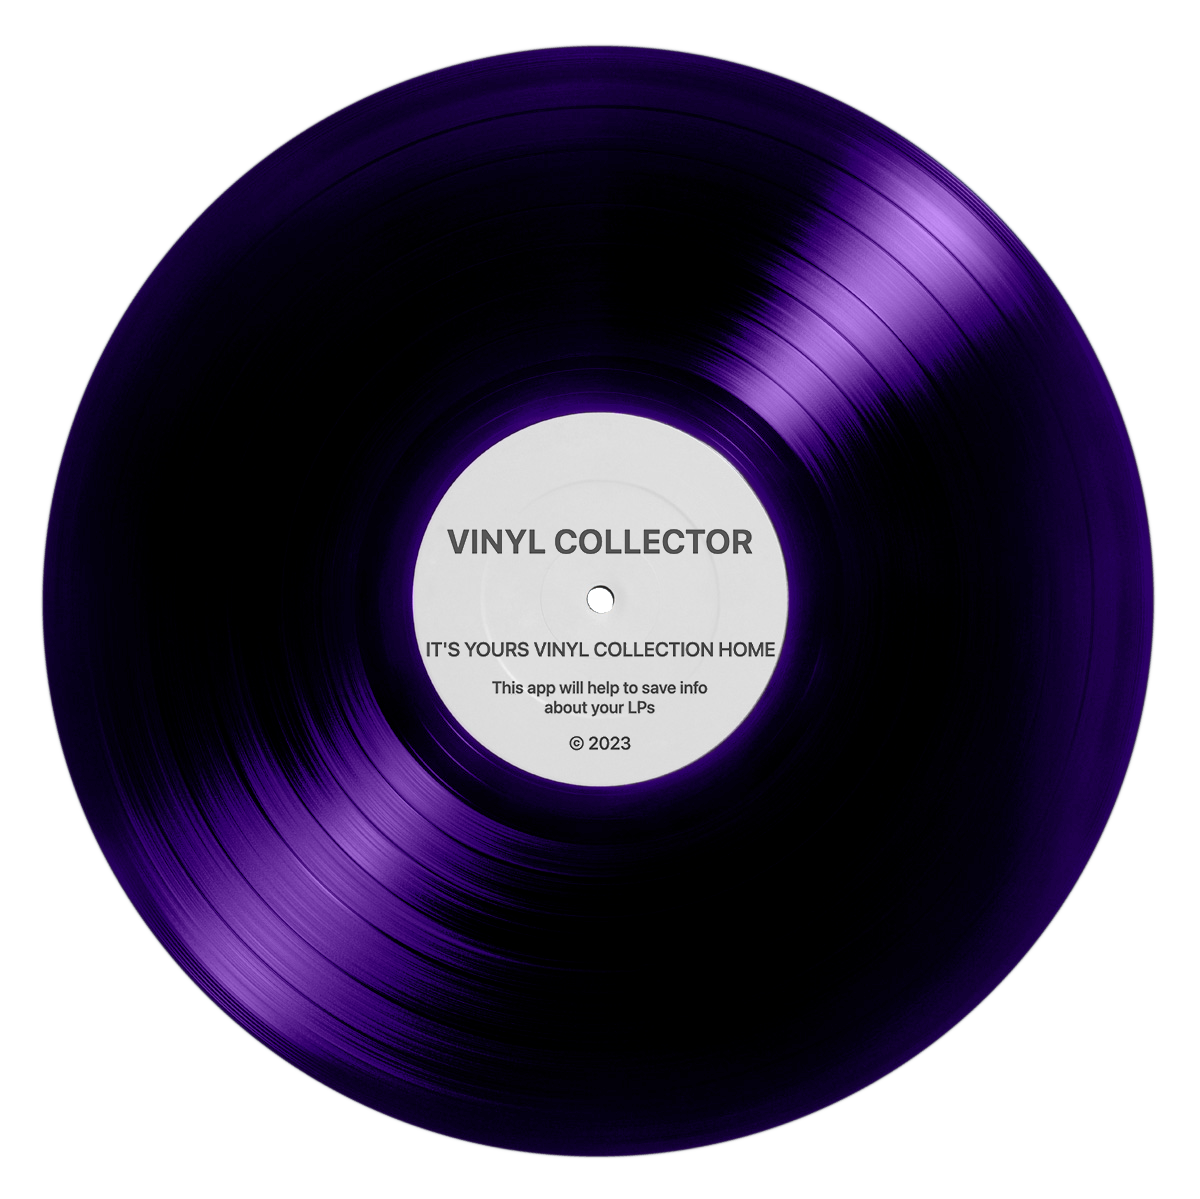 VINYL COLLECTOR
IT'S YOURS VINYL COLLECTION HOME
This app will help to save info
about your LPs
© 2023